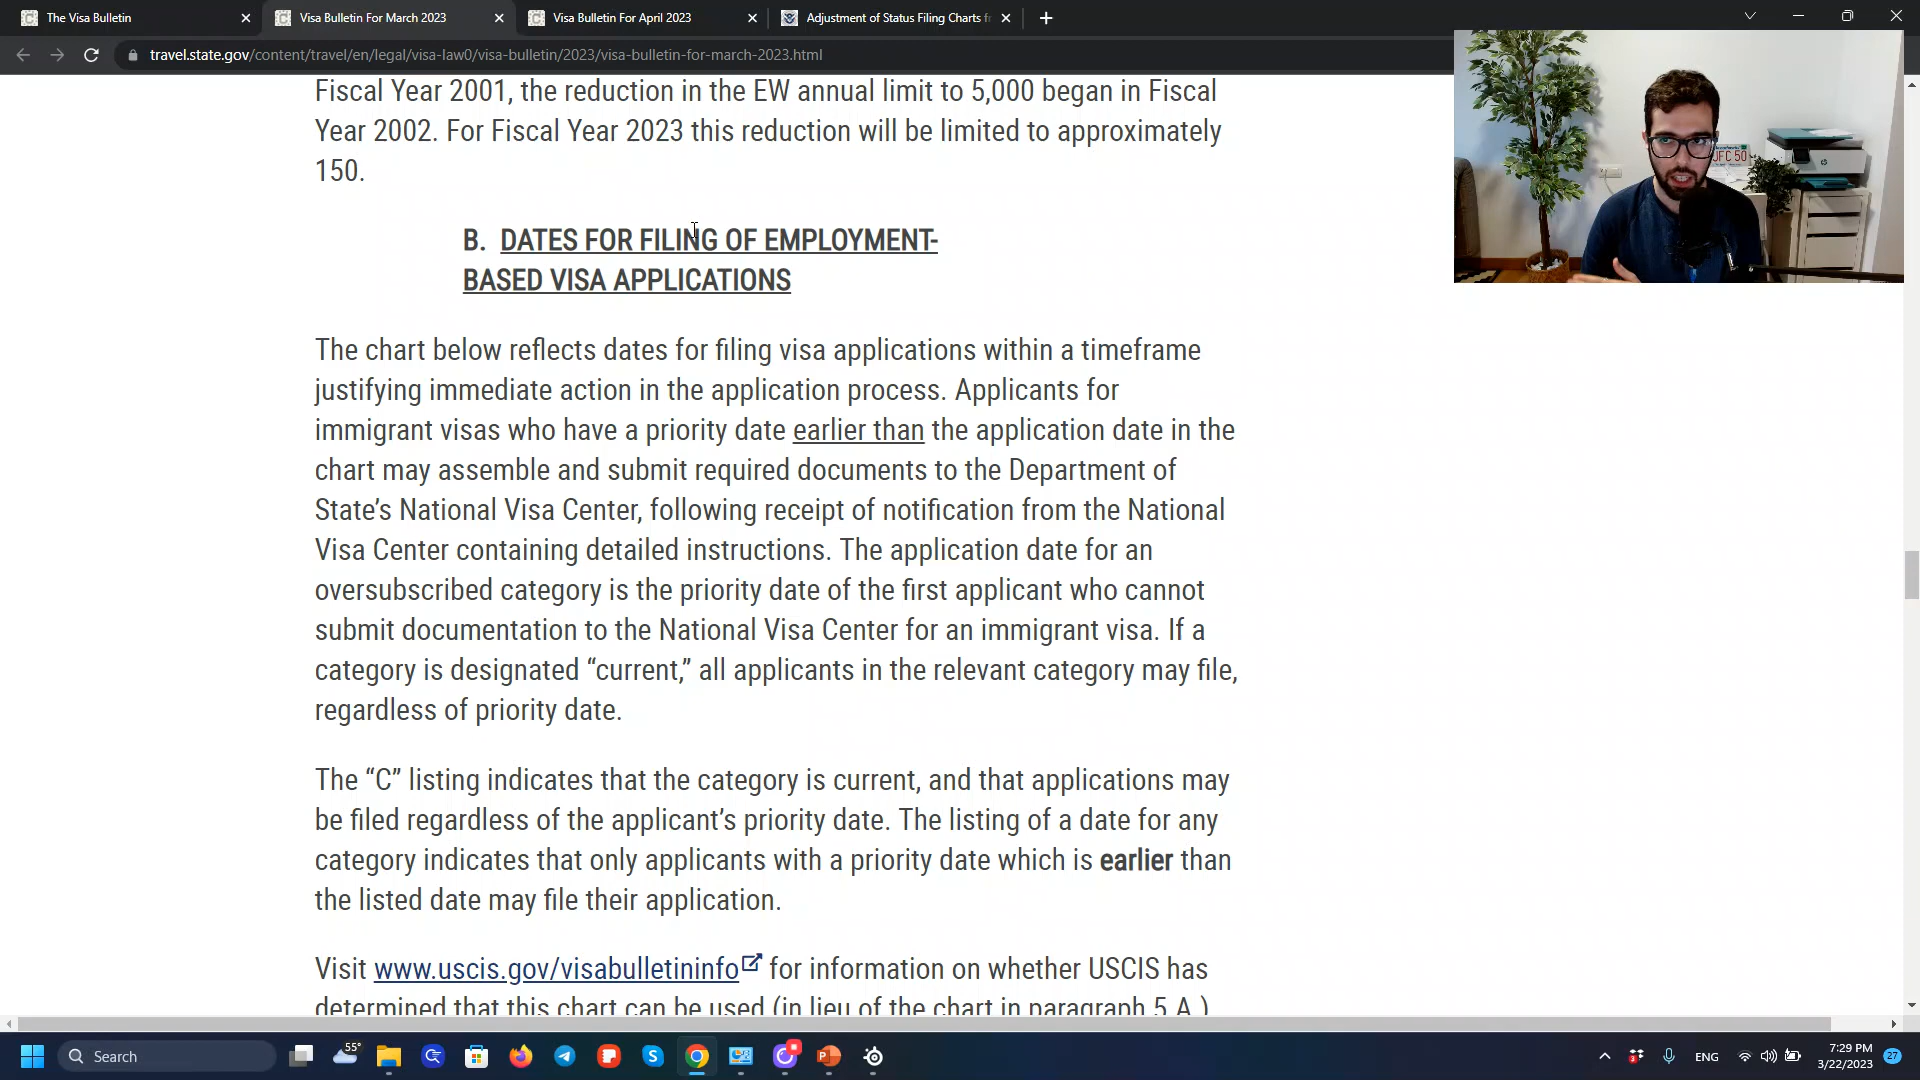 The Visa Bulletin
Visa Bulletin For March 2023
Visa Bulletin For April 2023
Adjustment of Status Filing Charts f
travel.state.gov/content/travel/en/legal/visa-law0/visa-bulletin/2023/visa-bulletin-for-march-2023.html
Fiscal Year 2001, the reduction in the EW annual limit to 5,000 began in Fiscal
Year 2002. For Fiscal Year 2023 this reduction will be limited to approximately
150.
B. DATES FOR FILING OF EMPLOYMENT-
BASED VISA APPLICATIONS
The chart below reflects dates for filing visa applications within a timeframe
justifying immediate action in the application process. Applicants for
immigrant visas who have a priority date earlier than the application date in the
chart may assemble and submit required documents to the Department of
State’s National Visa Center, following receipt of notification from the National
Visa Center containing detailed instructions. The application date for an
oversubscribed category is the priority date of the first applicant who cannot
submit documentation to the National Visa Center for an immigrant visa. If a
category is designated “current,” all applicants in the relevant category may file,
regardless of priority date.
The “C” listing indicates that the category is current, and that applications may
be filed regardless of the applicant’s priority date. The listing of a date for any
category indicates that only applicants with a priority date which is earlier than
the listed date may file their application.
Visit www.uscis.gov/visabulletininfo for information on whether USCIS has
determined that this chart can be used (in lieu of the chart in paragraph 5.A.)
UFC 50
Search
55°
ENG
7:29 PM
3/22/2023
27